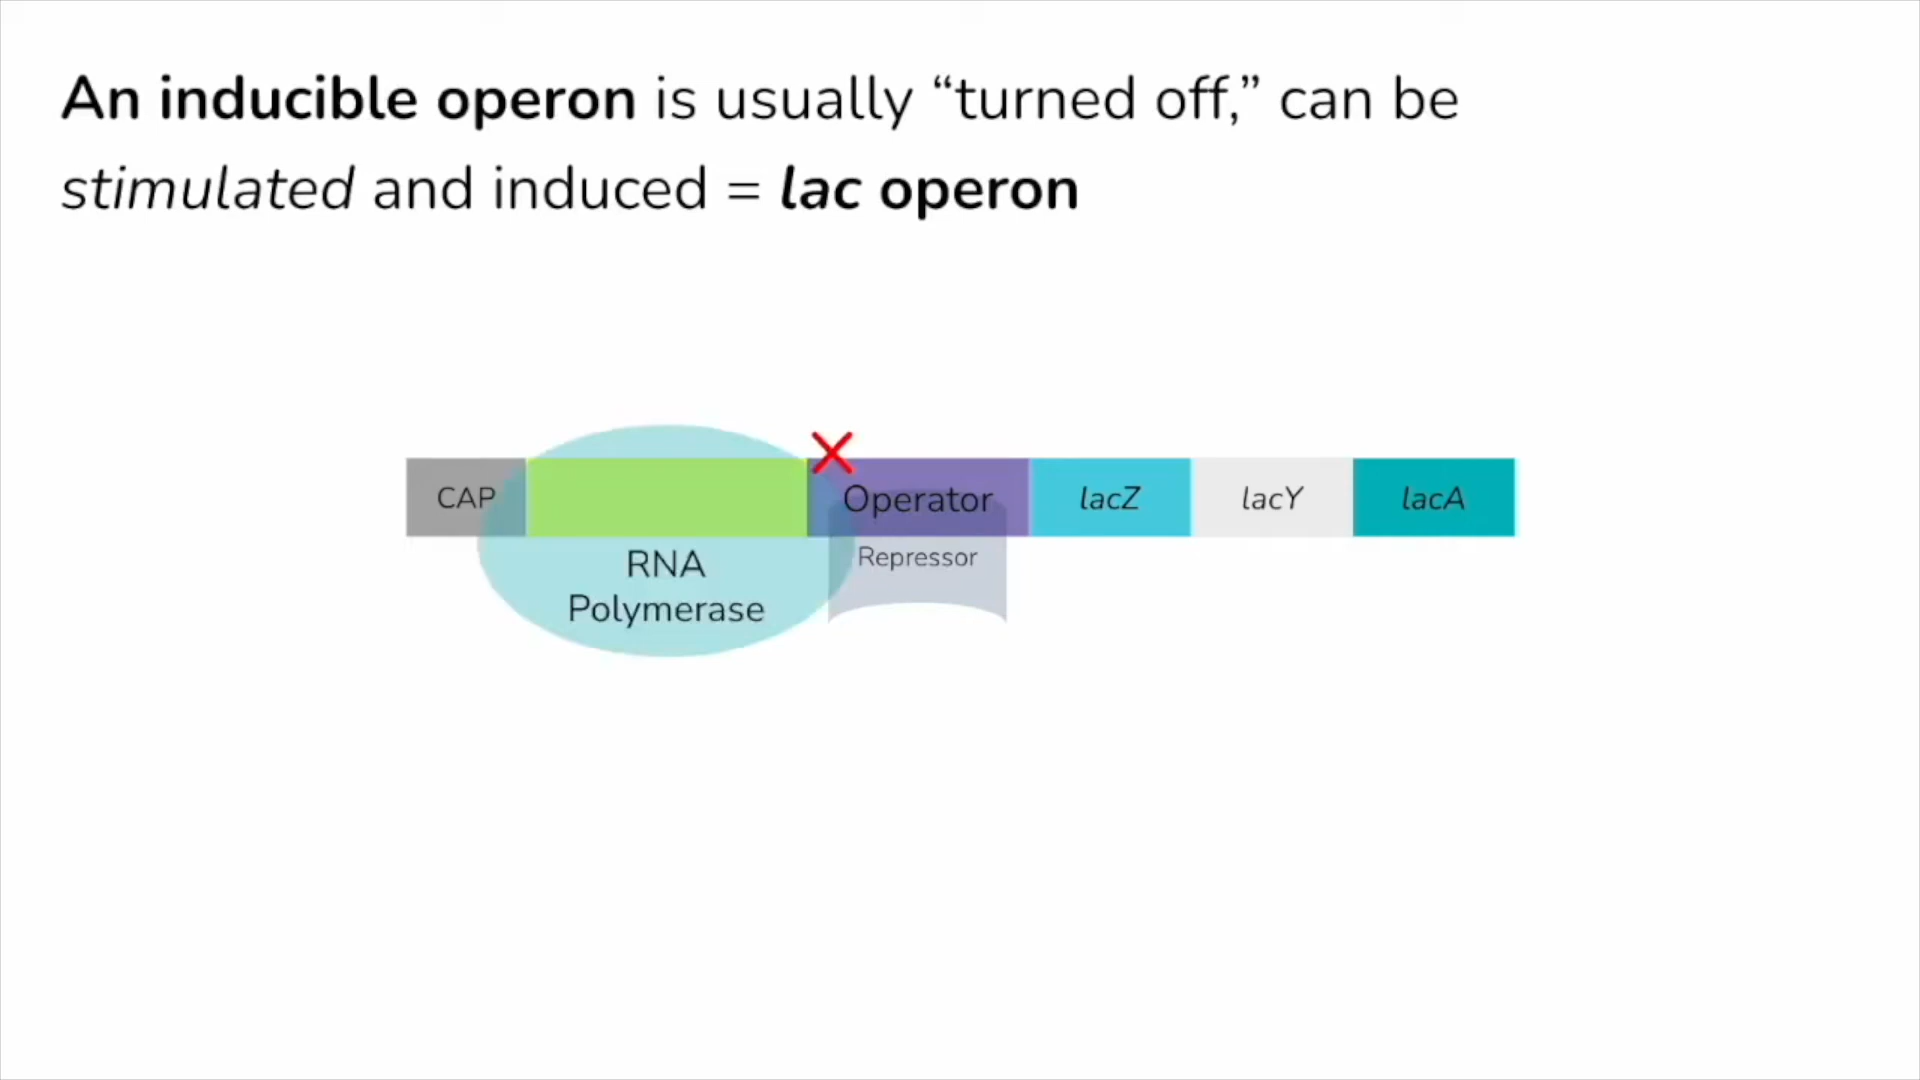 An inducible operon is usually “turned off,” can be
stimulated and induced = lac operon
CAP
Operator
lacZ
lacY
lacA
RNA
Polymerase
Repressor